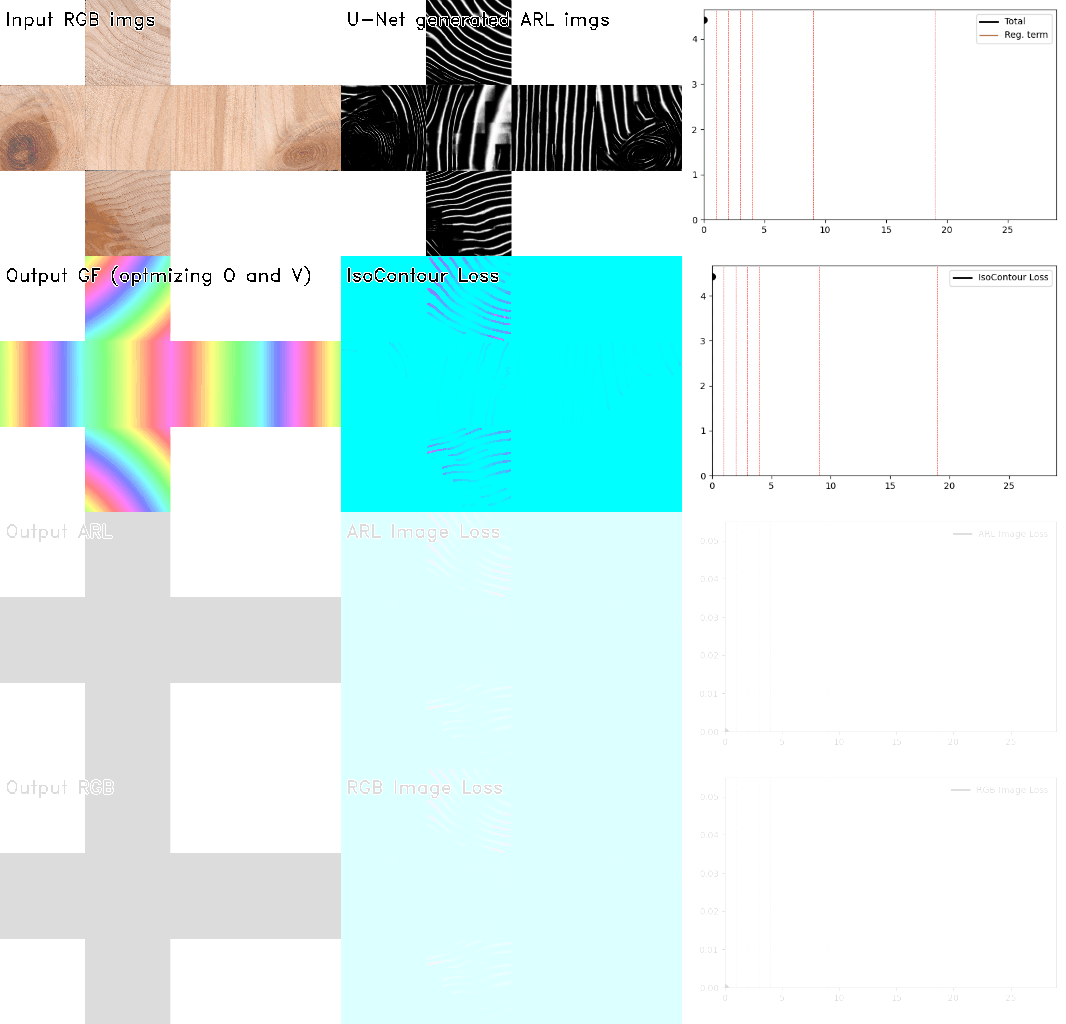 Input RGB imgs
U-Net generated ARL imgs
Total
Reg. term
4
3
2
1
0
0 5 10 15 20 25
Output GF (optmizing O and V)
IsoContour Loss
IsoContour Loss
4
3
2
1
0
0 5 10 15 20 25
Output ARL
ARL Image Loss
ARL Image Loss
0.05
0.04
0.03
0.02
0.01
0.00
0 5 10 15 20 25
Output RGB
RGB Image Loss
RGB Image Loss
0.05
0.04
0.03
0.02
0.01
0.00
0 5 10 15 20 25